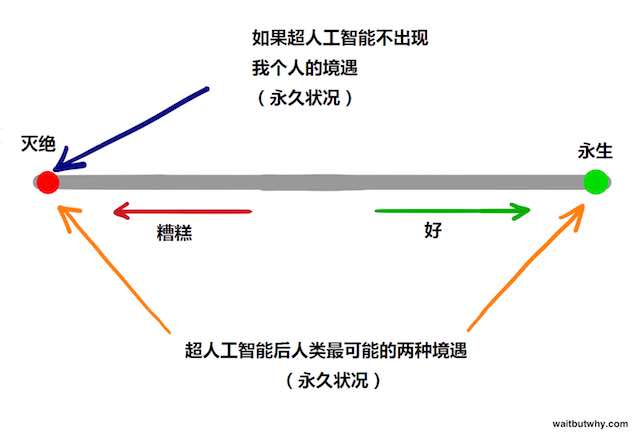 如果超人工智能不出现
我个人的境遇
（永久状况）
灭绝
永生
糟糕
好
超人工智能后人类最可能的两种境遇
（永久状况）
waitbutwhy.com